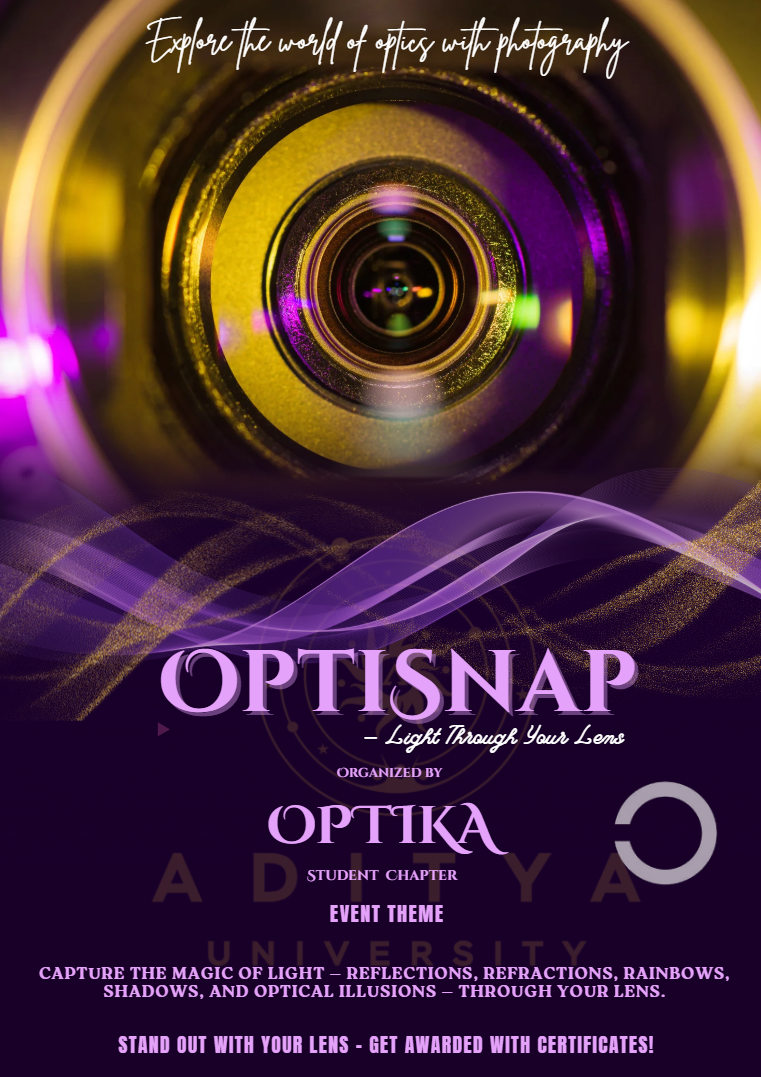 Explore the world of optics with photography
OPTISNAP
– Light Through Your Lens
ORGANIZED BY
OPTIKA
STUDENT CHAPTER
ADITYA
EVENT THEME
UNIVERSITY
CAPTURE THE MAGIC OF LIGHT – REFLECTIONS, REFRACTIONS, RAINBOWS,
SHADOWS, AND OPTICAL ILLUSIONS – THROUGH YOUR LENS.
STAND OUT WITH YOUR LENS - GET AWARDED WITH CERTIFICATES!